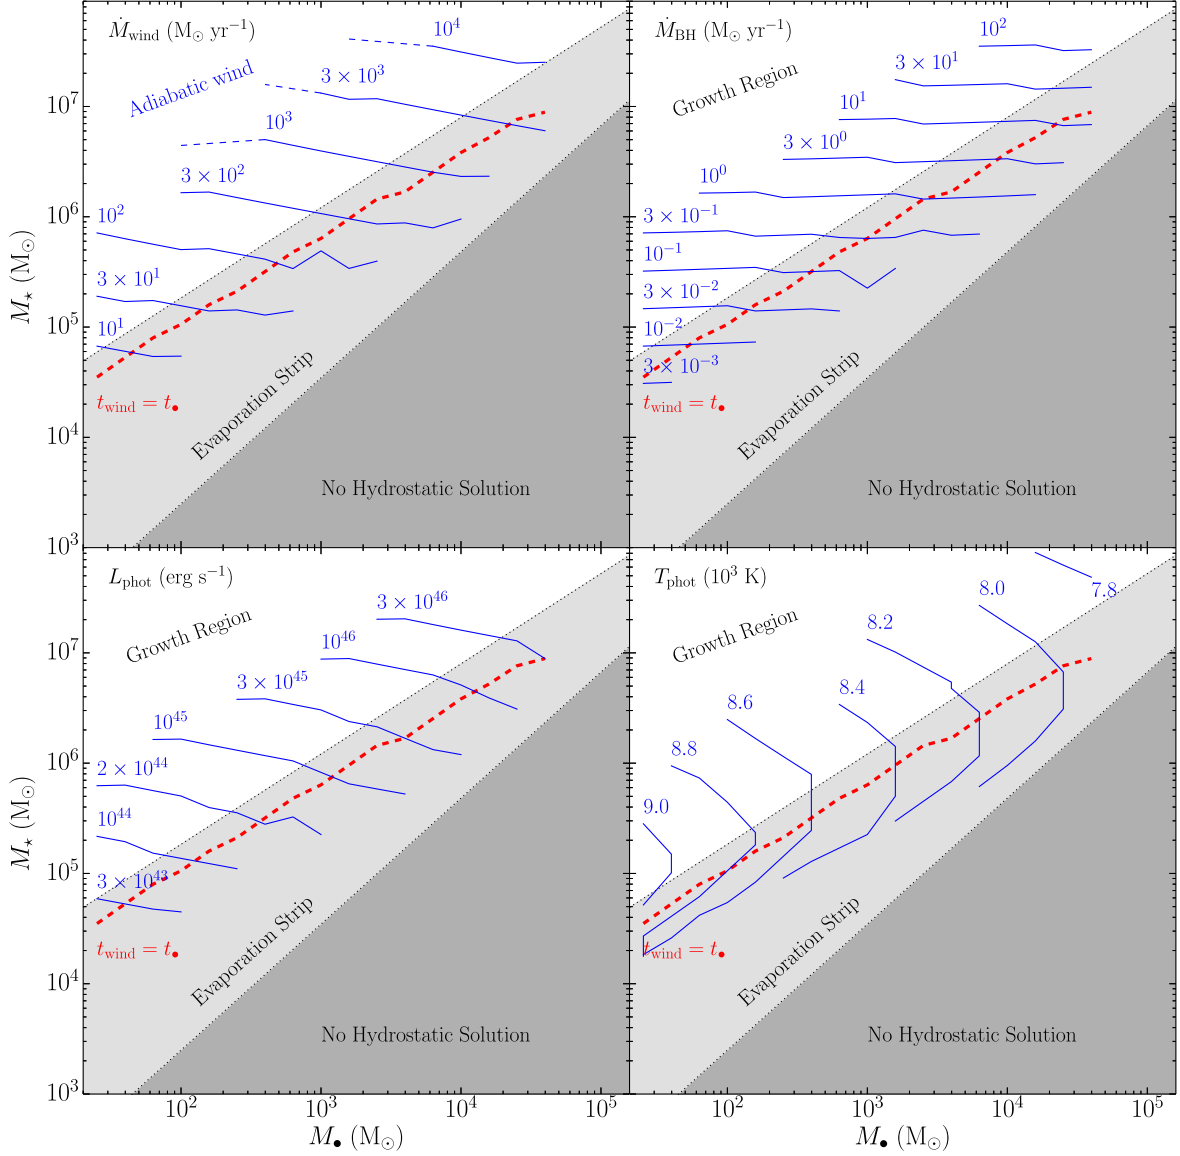 Ṁ_wind (M_⊙ yr⁻¹)
10⁴
Adiabatic wind
3 × 10³
10³
3 × 10²
10²
3 × 10¹
10¹
t_wind = t_•
Evaporation Strip
No Hydrostatic Solution
10⁷
10⁶
10⁵
10⁴
10³
M_⋆ (M_⊙)
Ṁ_BH (M_⊙ yr⁻¹)
10²
Growth Region
3 × 10¹
10¹
3 × 10⁰
10⁰
3 × 10⁻¹
10⁻¹
3 × 10⁻²
10⁻²
3 × 10⁻³
t_wind = t_•
Evaporation Strip
No Hydrostatic Solution
L_phot (erg s⁻¹)
Growth Region
3 × 10⁴⁶
10⁴⁶
3 × 10⁴⁵
10⁴⁵
2 × 10⁴⁴
10⁴⁴
3 × 10⁴³
t_wind = t_•
Evaporation Strip
No Hydrostatic Solution
10⁷
10⁶
10⁵
10⁴
10³
M_⋆ (M_⊙)
10² 10³ 10⁴ 10⁵
M_• (M_⊙)
T_phot (10³ K)
Growth Region
7.8
8.0
8.2
8.4
8.6
8.8
9.0
t_wind = t_•
Evaporation Strip
No Hydrostatic Solution
10² 10³ 10⁴ 10⁵
M_• (M_⊙)